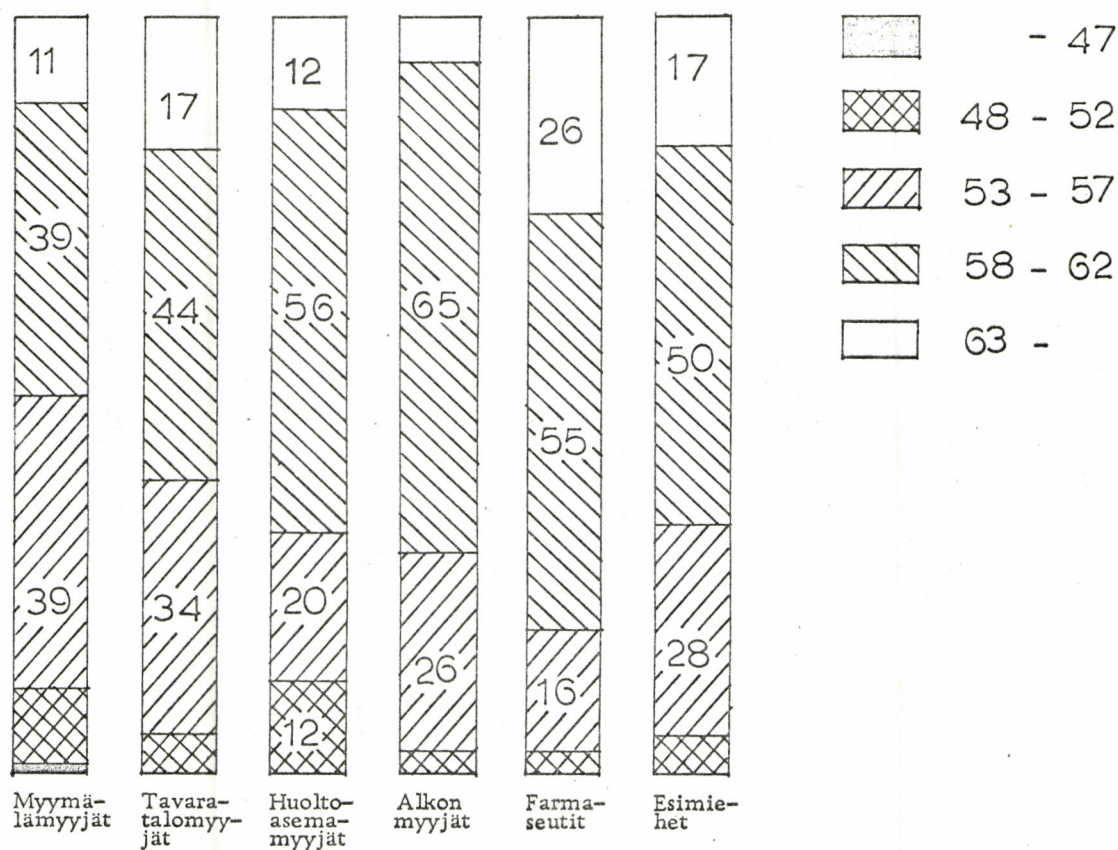 11 17 12 26 17
39 44 56 65 55 50
39 34 20 26 16 28
12
Myymä-
lämyyjät
Tavara-
talomyy-
jät
Huolto-
asema-
myyjät
Alkon
myyjät
Farma-
seutit
Esimie-
het
- 47
48 - 52
53 - 57
58 - 62
63 -